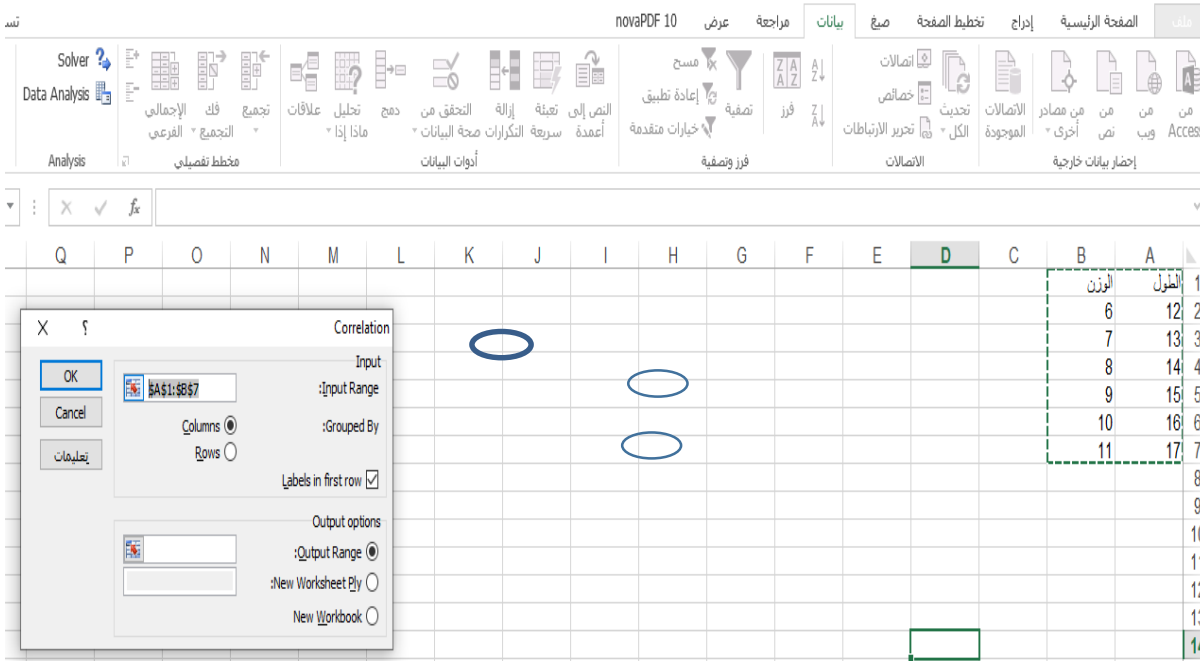 ملف الصفحة الرئيسية إدراج تخطيط الصفحة صيغ بيانات مراجعة عرض novaPDF 10
من Access
من ويب
من نص
من مصادر أخرى
الاتصالات الموجودة
إحضار بيانات خارجية
تحديث الكل
اتصالات
خصائص
تحرير الارتباطات
الاتصالات
فرز
تصفية
مسح
إعادة تطبيق
خيارات متقدمة
فرز وتصفية
النص إلى أعمدة
تعبئة سريعة
إزالة التكرارات
التحقق من صحة البيانات
دمج
تحليل ماذا إذا
علاقات
أدوات البيانات
تجميع
فك التجميع
الإجمالي الفرعي
مخطط تفصيلي
Solver
Data Analysis
Analysis
fx
A B C D E F G H I J K L M N O P Q
1 الطول الوزن
2 12 6
3 13 7
4 14 8
5 15 9
6 16 10
7 17 11
8
9
Correlation ؟ X
Input
Input Range:
$A$1:$B$7
Grouped By:
Columns
Rows
Labels in first row
Output options
Output Range:
New Worksheet Ply:
New Workbook
OK
Cancel
تعليمات